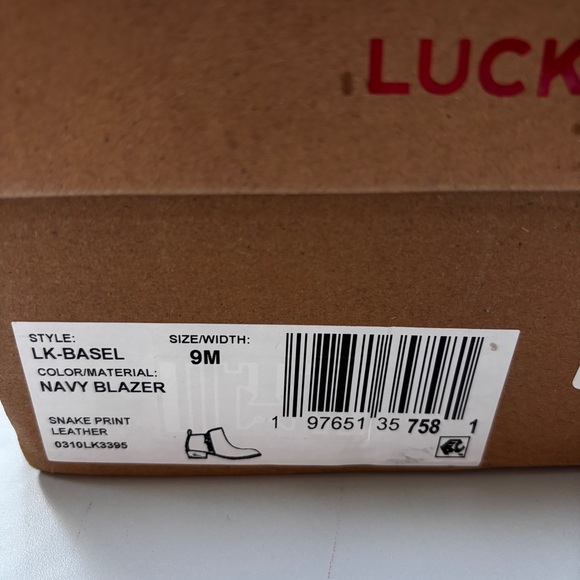 LUCK
STYLE:
LK-BASEL
SIZE/WIDTH:
9M
COLOR/MATERIAL:
NAVY BLAZER
SNAKE PRINT
LEATHER
0310LK3395
1 97651 35 758 1